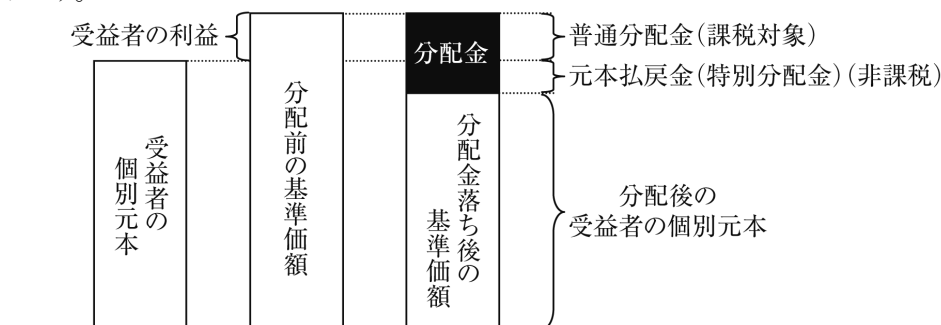 受益者の利益
分配金
普通分配金（課税対象）
元本払戻金（特別分配金）（非課税）
受益者の
個別元本
分配前の基準価額
分配金落ち後の
基準価額
分配後の
受益者の個別元本